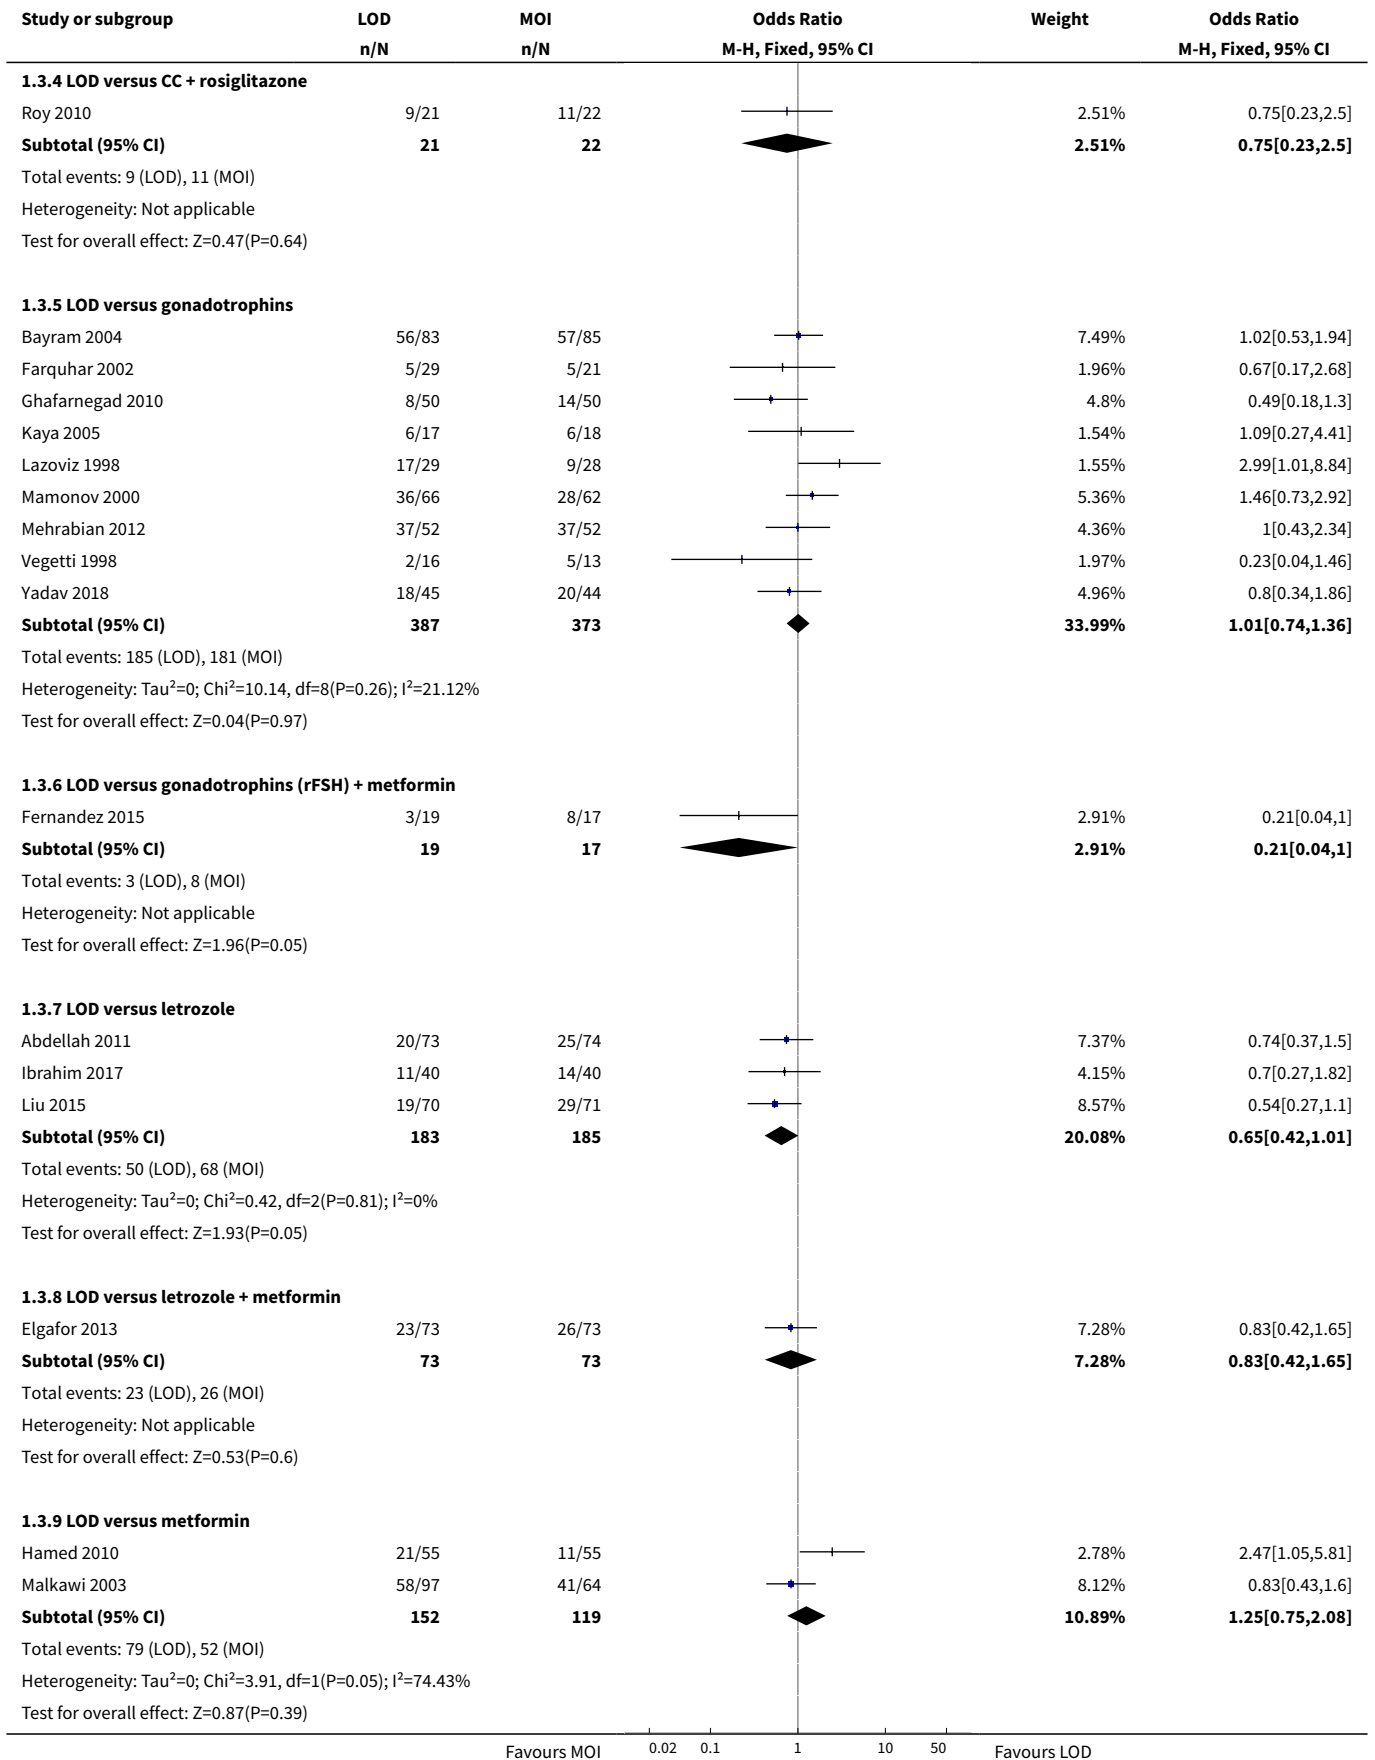 Study or subgroup LOD MOI Odds Ratio Weight Odds Ratio
n/N n/N M-H, Fixed, 95% CI M-H, Fixed, 95% CI
1.3.4 LOD versus CC + rosiglitazone
Roy 2010 9/21 11/22 2.51% 0.75[0.23,2.5]
Subtotal (95% CI) 21 22 2.51% 0.75[0.23,2.5]
Total events: 9 (LOD), 11 (MOI)
Heterogeneity: Not applicable
Test for overall effect: Z=0.47(P=0.64)
1.3.5 LOD versus gonadotrophins
Bayram 2004 56/83 57/85 7.49% 1.02[0.53,1.94]
Farquhar 2002 5/29 5/21 1.96% 0.67[0.17,2.68]
Ghafarnegad 2010 8/50 14/50 4.8% 0.49[0.18,1.3]
Kaya 2005 6/17 6/18 1.54% 1.09[0.27,4.41]
Lazoviz 1998 17/29 9/28 1.55% 2.99[1.01,8.84]
Mamonov 2000 36/66 28/62 5.36% 1.46[0.73,2.92]
Mehrabian 2012 37/52 37/52 4.36% 1[0.43,2.34]
Vegetti 1998 2/16 5/13 1.97% 0.23[0.04,1.46]
Yadav 2018 18/45 20/44 4.96% 0.8[0.34,1.86]
Subtotal (95% CI) 387 373 33.99% 1.01[0.74,1.36]
Total events: 185 (LOD), 181 (MOI)
Heterogeneity: Tau²=0; Chi²=10.14, df=8(P=0.26); I²=21.12%
Test for overall effect: Z=0.04(P=0.97)
1.3.6 LOD versus gonadotrophins (rFSH) + metformin
Fernandez 2015 3/19 8/17 2.91% 0.21[0.04,1]
Subtotal (95% CI) 19 17 2.91% 0.21[0.04,1]
Total events: 3 (LOD), 8 (MOI)
Heterogeneity: Not applicable
Test for overall effect: Z=1.96(P=0.05)
1.3.7 LOD versus letrozole
Abdellah 2011 20/73 25/74 7.37% 0.74[0.37,1.5]
Ibrahim 2017 11/40 14/40 4.15% 0.7[0.27,1.82]
Liu 2015 19/70 29/71 8.57% 0.54[0.27,1.1]
Subtotal (95% CI) 183 185 20.08% 0.65[0.42,1.01]
Total events: 50 (LOD), 68 (MOI)
Heterogeneity: Tau²=0; Chi²=0.42, df=2(P=0.81); I²=0%
Test for overall effect: Z=1.93(P=0.05)
1.3.8 LOD versus letrozole + metformin
Elgafor 2013 23/73 26/73 7.28% 0.83[0.42,1.65]
Subtotal (95% CI) 73 73 7.28% 0.83[0.42,1.65]
Total events: 23 (LOD), 26 (MOI)
Heterogeneity: Not applicable
Test for overall effect: Z=0.53(P=0.6)
1.3.9 LOD versus metformin
Hamed 2010 21/55 11/55 2.78% 2.47[1.05,5.81]
Malkawi 2003 58/97 41/64 8.12% 0.83[0.43,1.6]
Subtotal (95% CI) 152 119 10.89% 1.25[0.75,2.08]
Total events: 79 (LOD), 52 (MOI)
Heterogeneity: Tau²=0; Chi²=3.91, df=1(P=0.05); I²=74.43%
Test for overall effect: Z=0.87(P=0.39)
Favours MOI 0.02 0.1 1 10 50 Favours LOD